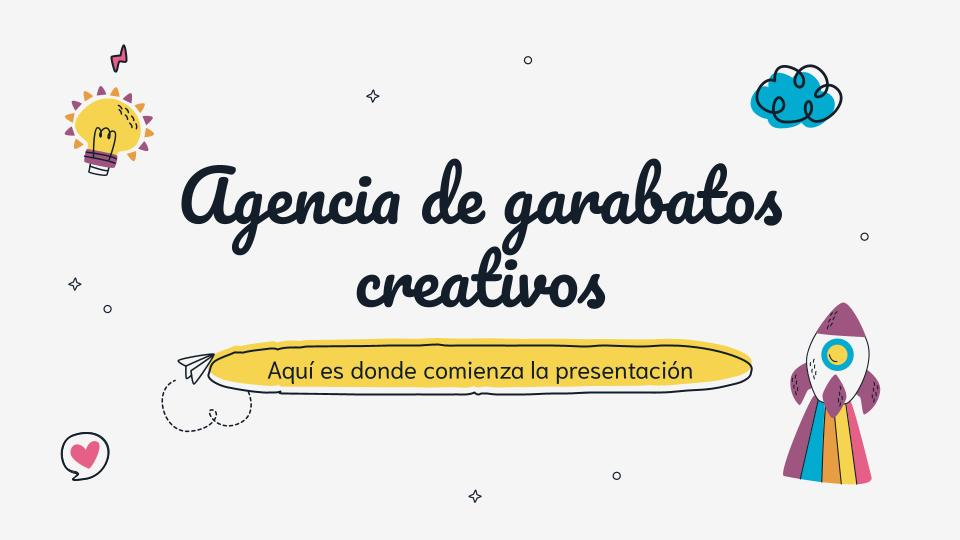 Agencia de garabatos
creativos
Aquí es donde comienza la presentación